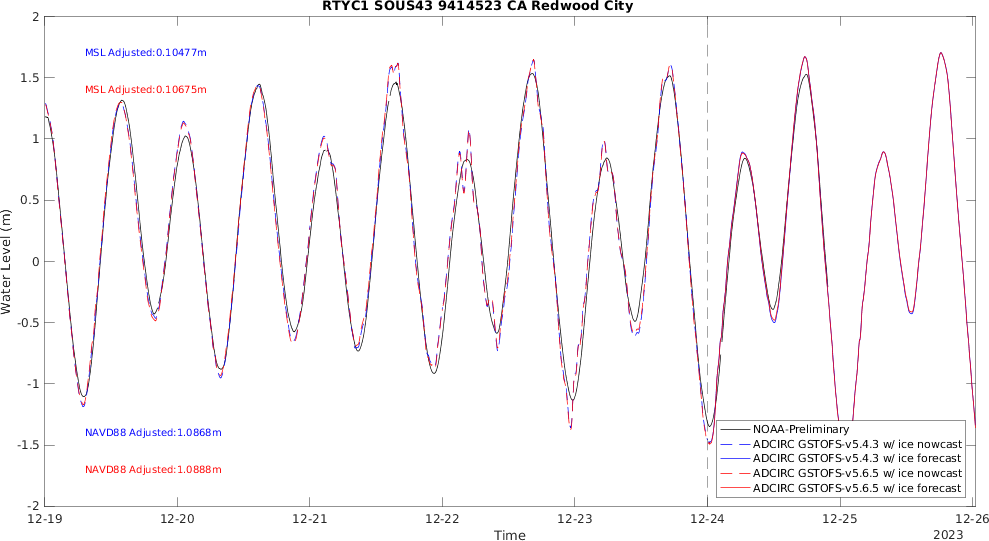 RTYC1 SOUS43 9414523 CA Redwood City
2
1.5
1
0.5
0
-0.5
-1
-1.5
-2
Water Level (m)
MSL Adjusted:0.10477m
MSL Adjusted:0.10675m
NAVD88 Adjusted:1.0868m
NAVD88 Adjusted:1.0888m
NOAA-Preliminary
ADCIRC GSTOFS-v5.4.3 w/ ice nowcast
ADCIRC GSTOFS-v5.4.3 w/ ice forecast
ADCIRC GSTOFS-v5.6.5 w/ ice nowcast
ADCIRC GSTOFS-v5.6.5 w/ ice forecast
12-19 12-20 12-21 12-22 12-23 12-24 12-25 12-26
Time
2023